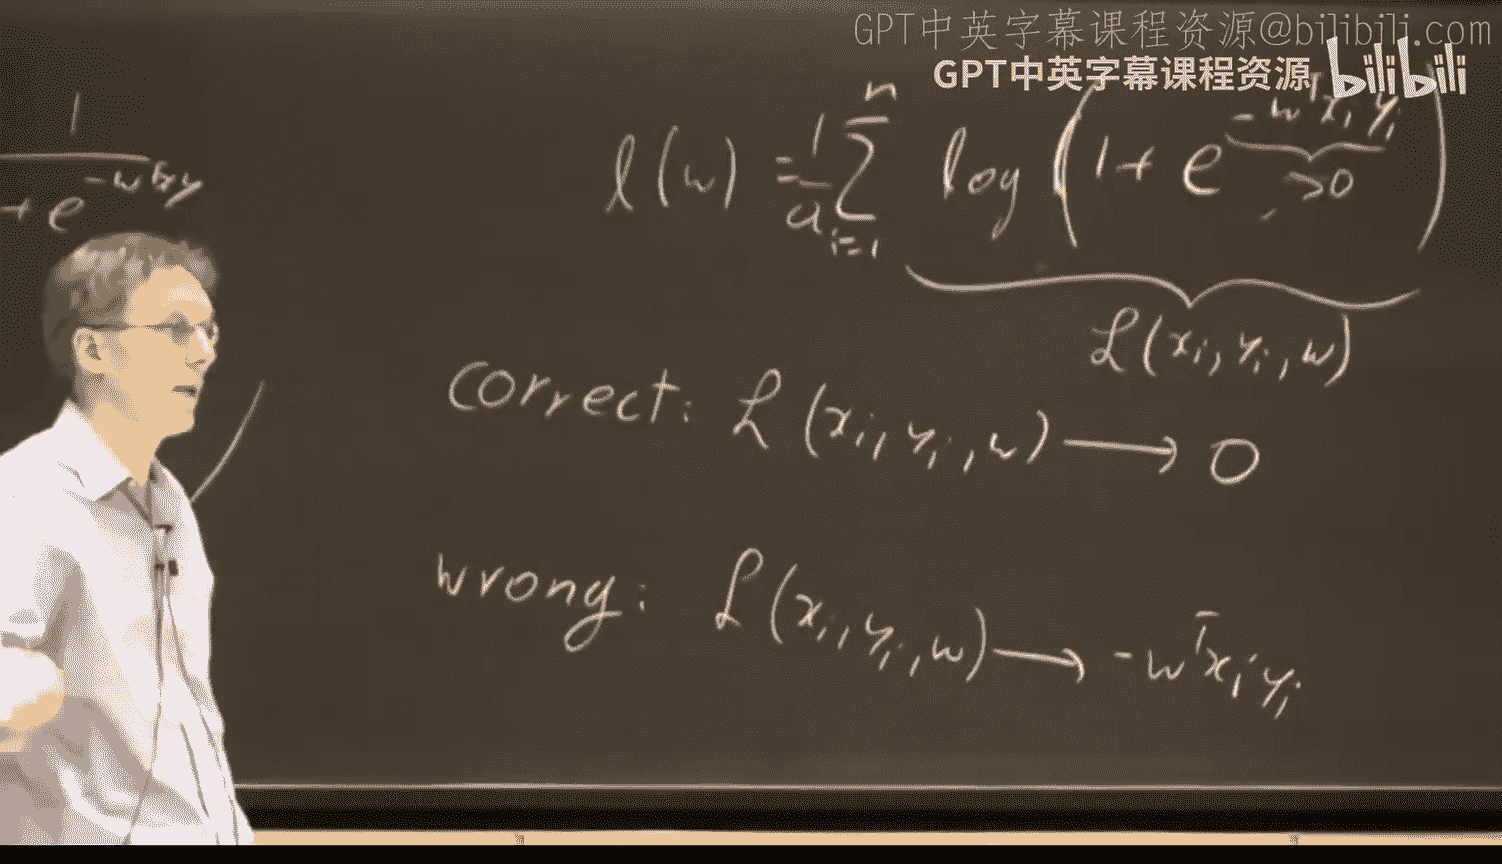 GPT中英字幕课程资源@bilibili.com
GPT中英字幕课程资源 bilibili
1
+ e^{-w^T x y}
ℓ(w) = 1/n Σ_{i=1}^{n} log(1 + e^{-w^T x_i y_i})
>0
ℒ(x_i, y_i, w)
correct: ℒ(x_i, y_i, w) ⟶ 0
wrong: ℒ(x_i, y_i, w) ⟶ -w^T x_i y_i